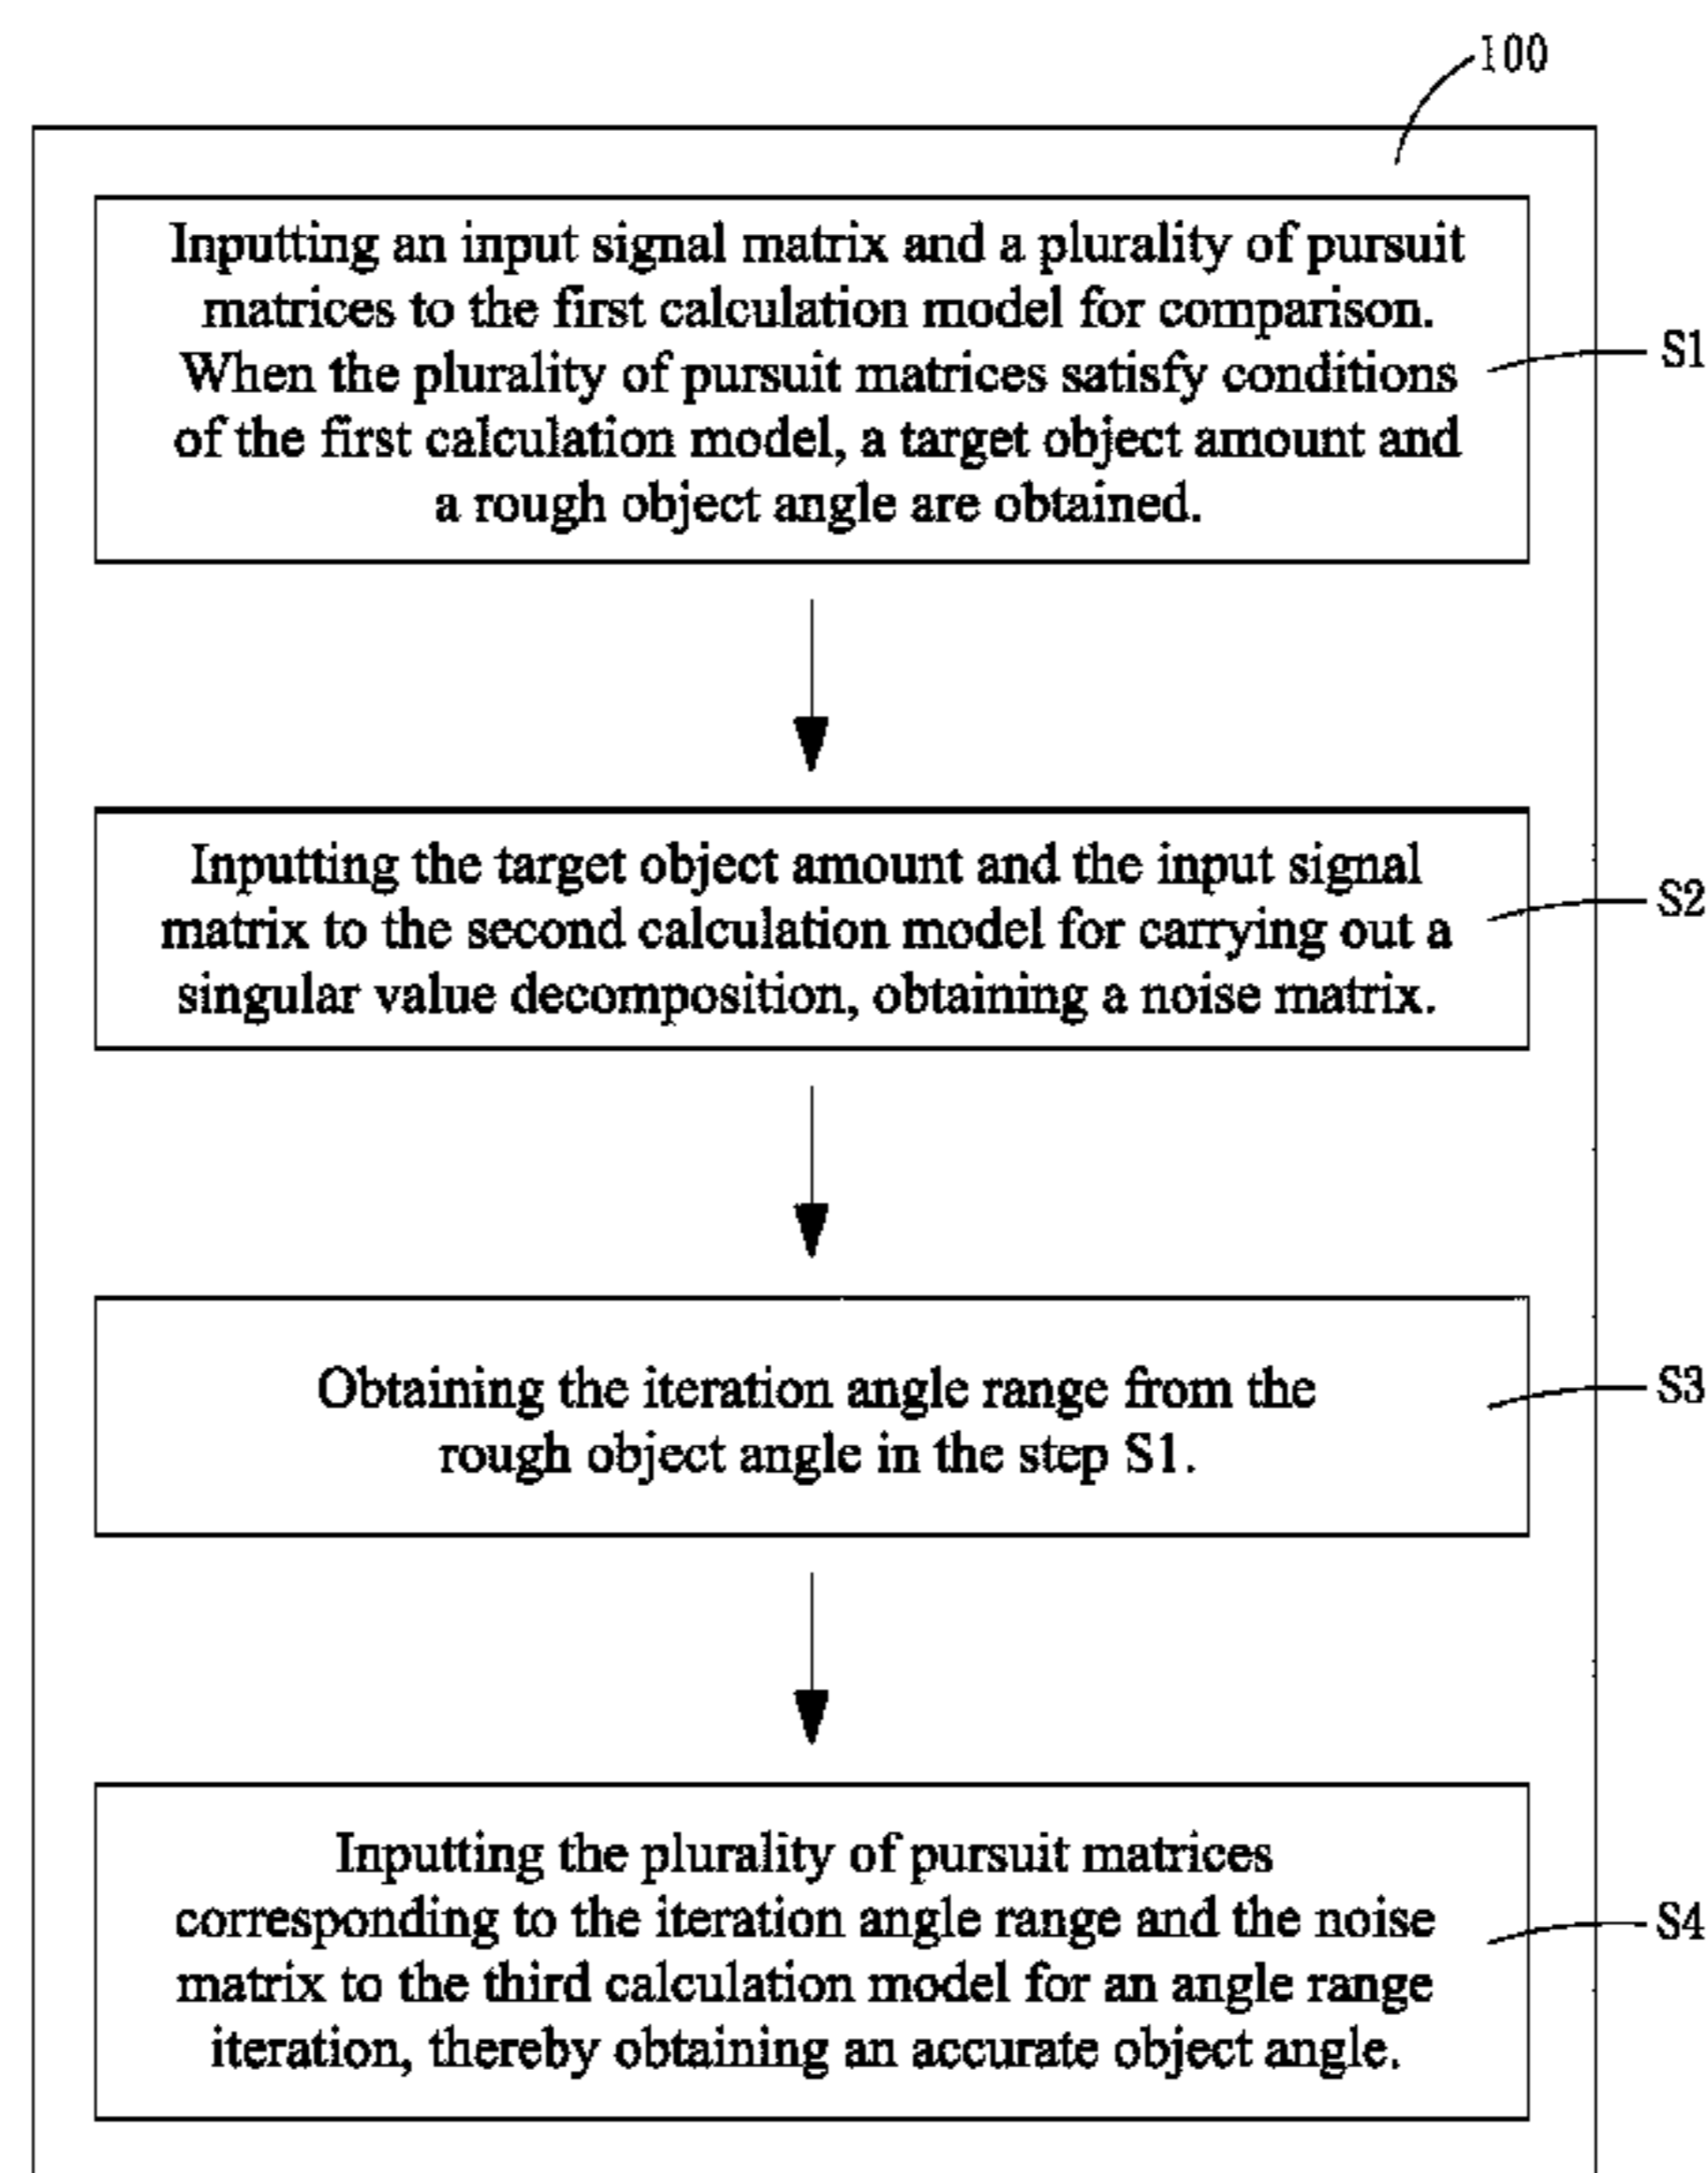 100
Inputting an input signal matrix and a plurality of pursuit
matrices to the first calculation model for comparison.
When the plurality of pursuit matrices satisfy conditions
of the first calculation model, a target object amount and
a rough object angle are obtained.
S1
Inputting the target object amount and the input signal
matrix to the second calculation model for carrying out a
singular value decomposition, obtaining a noise matrix.
S2
Obtaining the iteration angle range from the
rough object angle in the step S1.
S3
Inputting the plurality of pursuit matrices
corresponding to the iteration angle range and the noise
matrix to the third calculation model for an angle range
iteration, thereby obtaining an accurate object angle.
S4